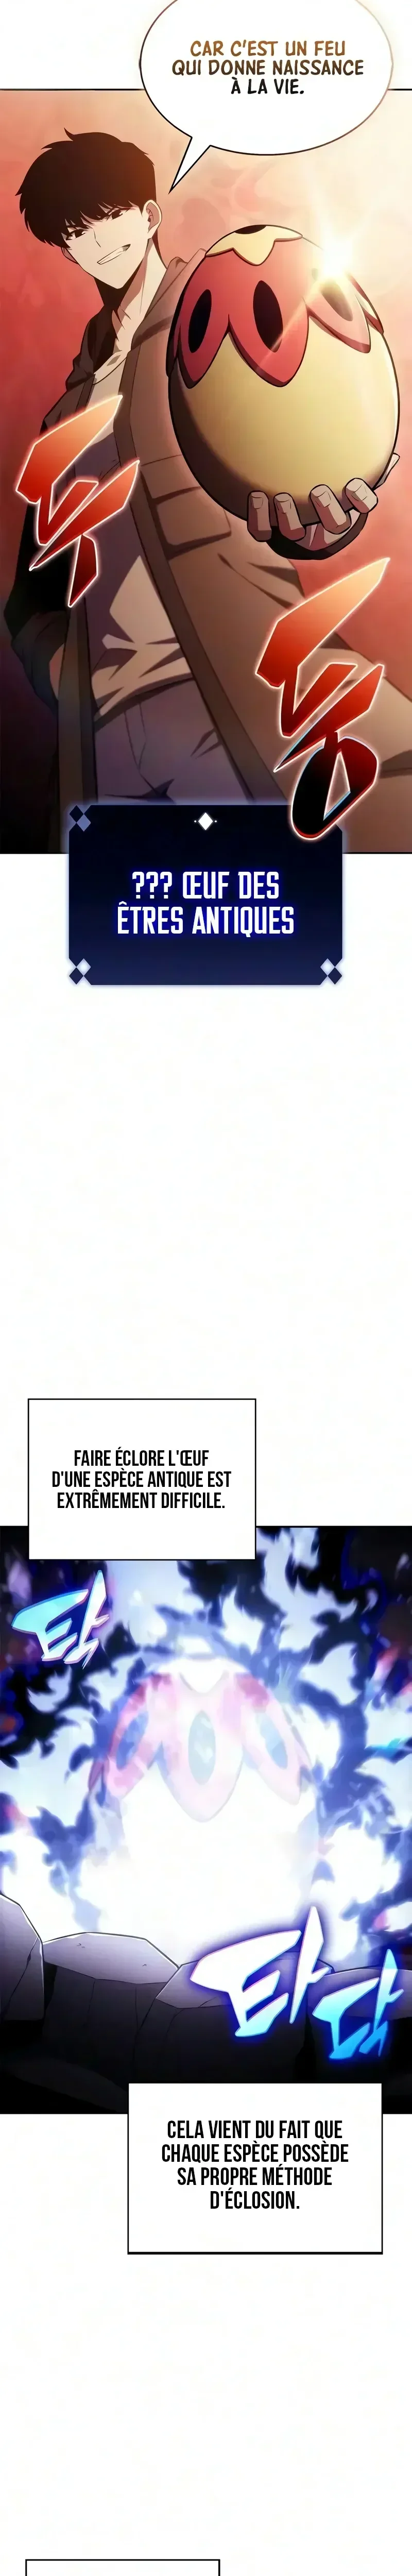 CAR C'EST UN FEU
QUI DONNE NAISSANCE
À LA VIE.
두
둥
??? ŒUF DES
ÊTRES ANTIQUES
FAIRE ÉCLORE L'ŒUF
D'UNE ESPÈCE ANTIQUE EST
EXTRÊMEMENT DIFFICILE.
타
타
닥
CELA VIENT DU FAIT QUE
CHAQUE ESPÈCE POSSÈDE
SA PROPRE MÉTHODE
D'ÉCLOSION.